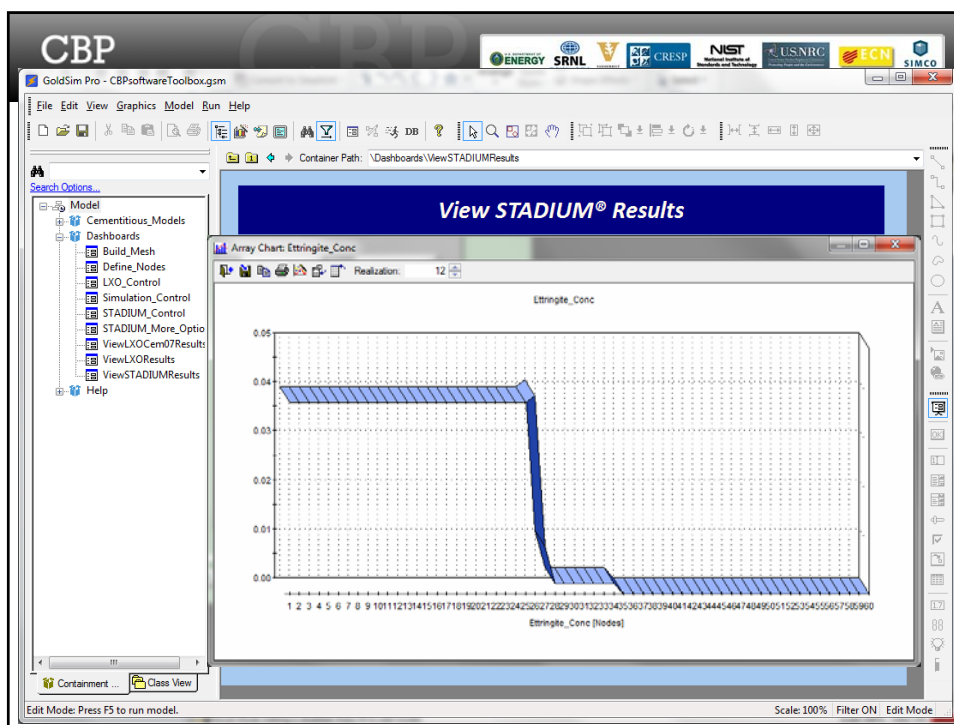 CBP
U.S. DEPARTMENT OF
ENERGY SRNL CRESP NIST U.S.NRC ECN SIMCO
National Institute of
Standards and Technology
GoldSim Pro - CBPsoftwareToolbox.gsm
File Edit View Graphics Model Run Help
DB
Container Path: \Dashboards\ViewSTADIUMResults
Search Options...
Model
Cementitious_Models
Dashboards
Build_Mesh
Define_Nodes
LXO_Control
Simulation_Control
STADIUM_Control
STADIUM_More_Optio
ViewLXOCem07Results
ViewLXOResults
ViewSTADIUMResults
Help
View STADIUM® Results
Array Chart: Ettringite_Conc
Realization: 12
Ettringite_Conc
0.05
0.04
0.03
0.02
0.01
0.00
1 2 3 4 5 6 7 8 9 101112131415161718192021222324252627282930313233343536373839404142434445464748495051525354555657585960
Ettringite_Conc [Nodes]
Containment ... Class View
Edit Mode: Press F5 to run model. Scale: 100% Filter ON Edit Mode